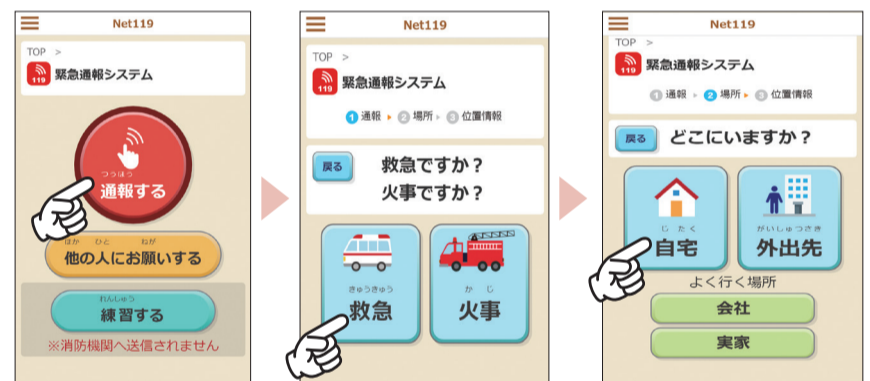 Net119
TOP >
119
緊急通報システム
つうほう
通報する
ほか ひと ねが
他の人にお願いする
れんしゅう
練習する
※消防機関へ送信されません
Net119
TOP >
119
緊急通報システム
1 通報 ▸ 2 場所 ▸ 3 位置情報
戻る
救急ですか?
火事ですか?
きゅうきゅう
救急
かじ
火事
Net119
TOP >
119
緊急通報システム
1 通報 ▸ 2 場所 ▸ 3 位置情報
戻る
どこにいますか?
じたく
自宅
がいしゅつさき
外出先
よく行く場所
会社
実家